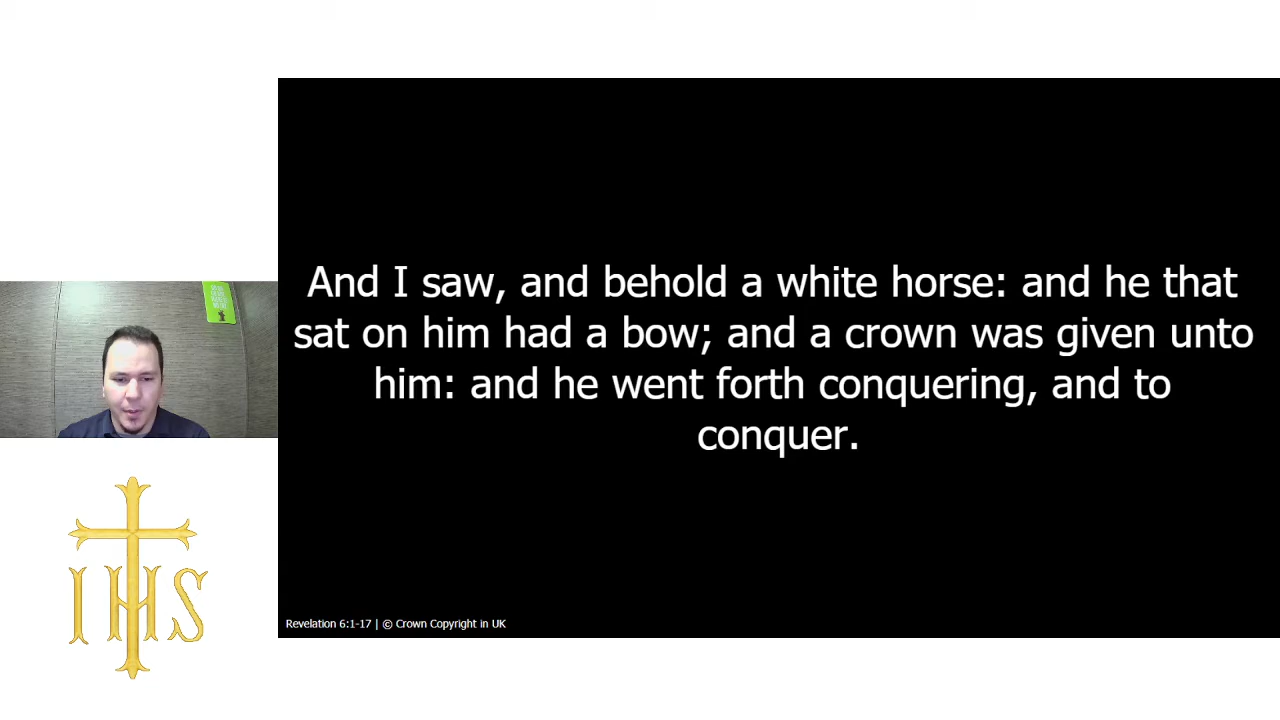 And I saw, and behold a white horse: and he that
sat on him had a bow; and a crown was given unto
him: and he went forth conquering, and to
conquer.
Revelation 6:1-17 | © Crown Copyright in UK
IHS